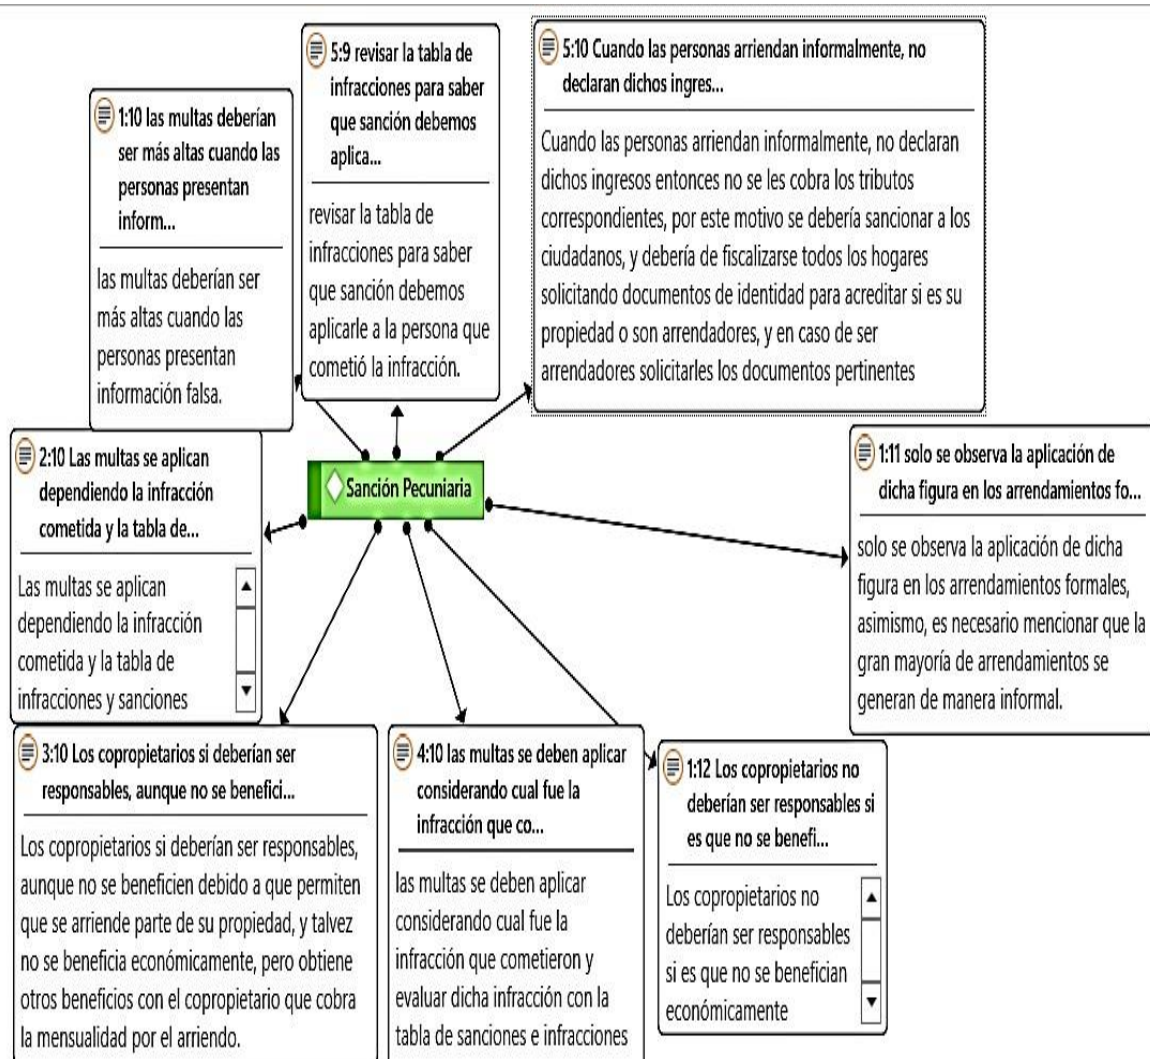 5:9 revisar la tabla de
infracciones para saber
que sanción debemos
aplica...
revisar la tabla de
infracciones para saber
que sanción debemos
aplicarle a la persona que
cometió la infracción.
5:10 Cuando las personas arriendan informalmente, no
declaran dichos ingres...
Cuando las personas arriendan informalmente, no declaran
dichos ingresos entonces no se les cobra los tributos
correspondientes, por este motivo se debería sancionar a los
ciudadanos, y debería de fiscalizarse todos los hogares
solicitando documentos de identidad para acreditar si es su
propiedad o son arrendadores, y en caso de ser
arrendadores solicitarles los documentos pertinentes
1:10 las multas deberían
ser más altas cuando las
personas presentan
inform...
las multas deberían ser
más altas cuando las
personas presentan
información falsa.
2:10 Las multas se aplican
dependiendo la infracción
cometida y la tabla de...
Las multas se aplican
dependiendo la infracción
cometida y la tabla de
infracciones y sanciones
Sanción Pecuniaria
1:11 solo se observa la aplicación de
dicha figura en los arrendamientos fo...
solo se observa la aplicación de dicha
figura en los arrendamientos formales,
asimismo, es necesario mencionar que la
gran mayoría de arrendamientos se
generan de manera informal.
3:10 Los copropietarios si deberían ser
responsables, aunque no se benefici...
Los copropietarios si deberían ser responsables,
aunque no se beneficien debido a que permiten
que se arriende parte de su propiedad, y talvez
no se beneficia económicamente, pero obtiene
otros beneficios con el copropietario que cobra
la mensualidad por el arriendo.
4:10 las multas se deben aplicar
considerando cual fue la
infracción que co...
las multas se deben aplicar
considerando cual fue la
infracción que cometieron y
evaluar dicha infracción con la
tabla de sanciones e infracciones
1:12 Los copropietarios no
deberían ser responsables si
es que no se benefi...
Los copropietarios no
deberían ser responsables
si es que no se benefician
económicamente